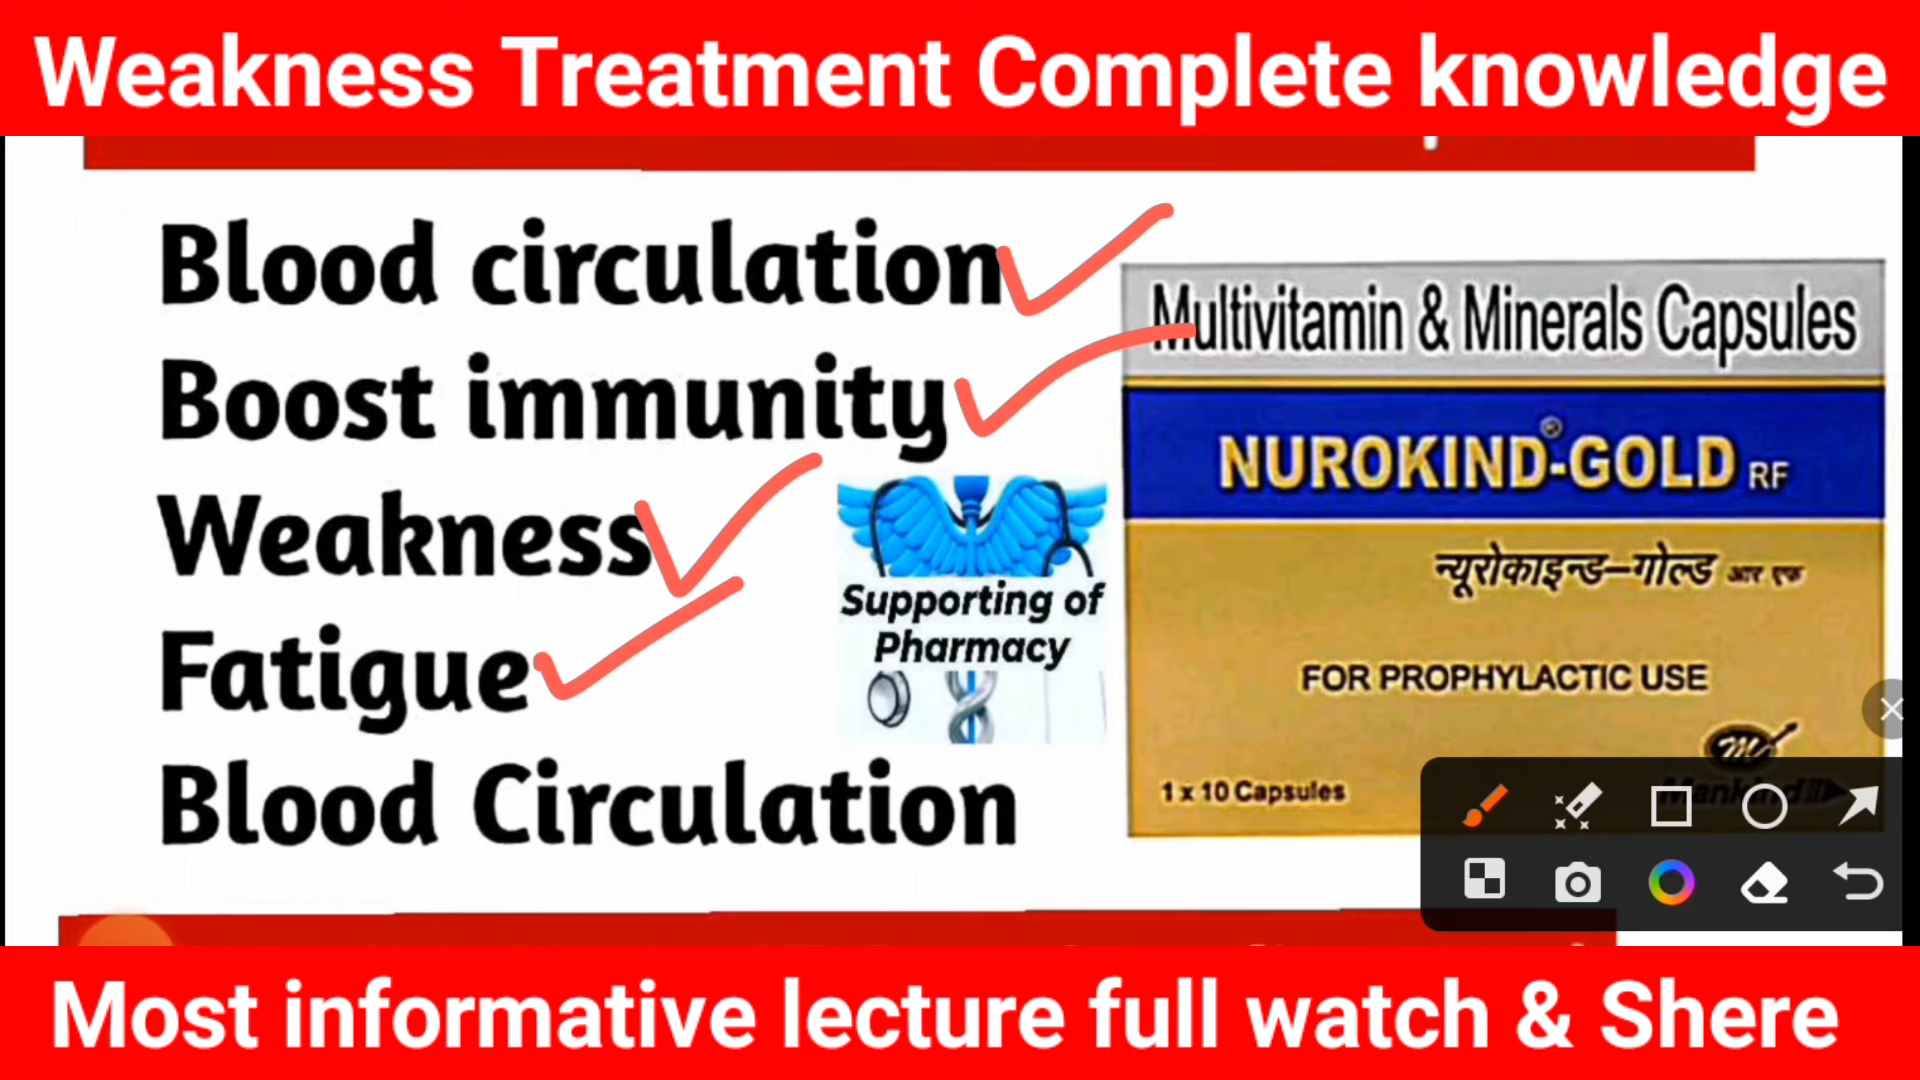 Weakness Treatment Complete knowledge
Blood circulation
Boost immunity
Weakness
Fatigue
Blood Circulation
Supporting of
Pharmacy
Multivitamin & Minerals Capsules
NUROKIND®-GOLD RF
न्यूरोकाइन्ड-गोल्ड आर एफ
FOR PROPHYLACTIC USE
1 x 10 Capsules
Mankind
Most informative lecture full watch & Shere